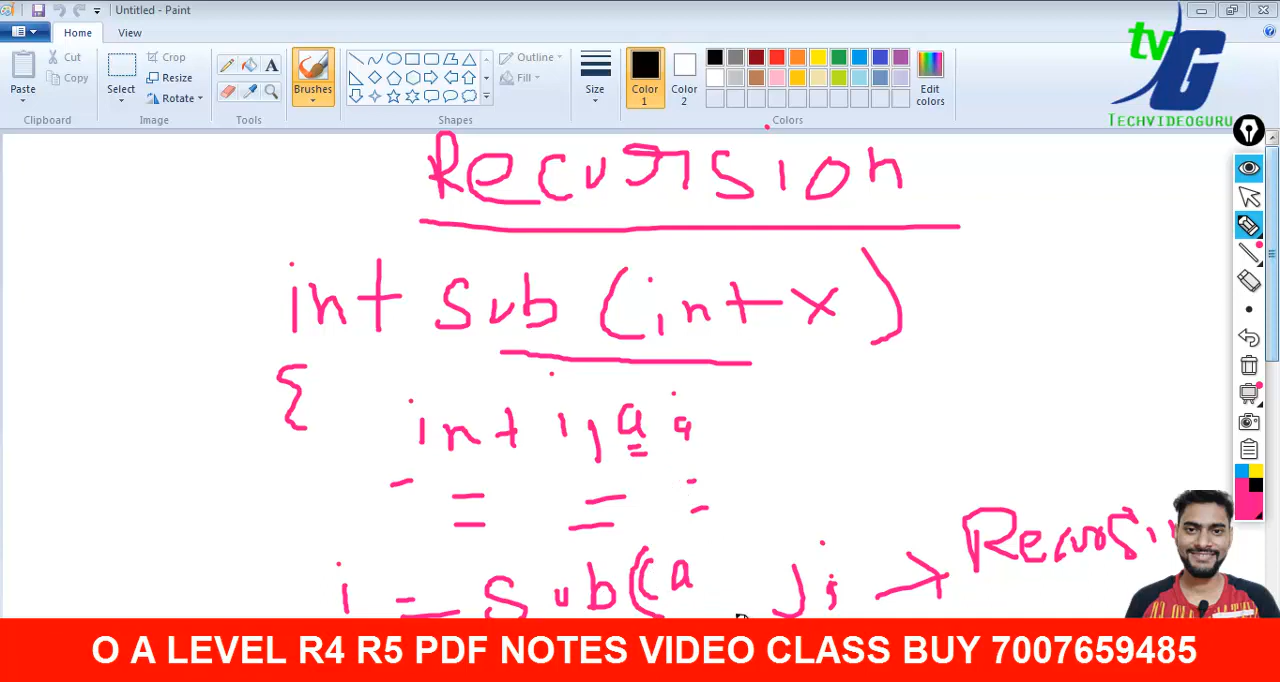 Untitled - Paint
Home View
Cut
Copy
Paste
Clipboard
Crop
Resize
Rotate
Select
Image
A
Tools
Brushes
Shapes
Outline
Fill
Size
Color 1
Color 2
Edit colors
Colors
tv G
TECHVIDEOGURU
Recursion
int sub (int x)
{
int i, a ;
= = ;
i = sub(a ); → Recursi
O A LEVEL R4 R5 PDF NOTES VIDEO CLASS BUY 7007659485